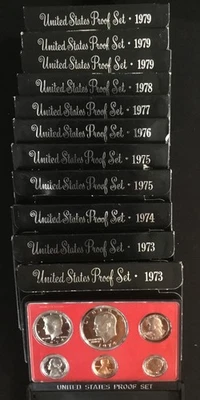 United States Proof Set · 1979
United States Proof Set · 1979
United States Proof Set · 1979
United States Proof Set · 1978
United States Proof Set · 1977
United States Proof Set · 1976
United States Proof Set · 1975
United States Proof Set · 1975
United States Proof Set · 1974
United States Proof Set · 1973
United States Proof Set · 1973
UNITED STATES PROOF SET